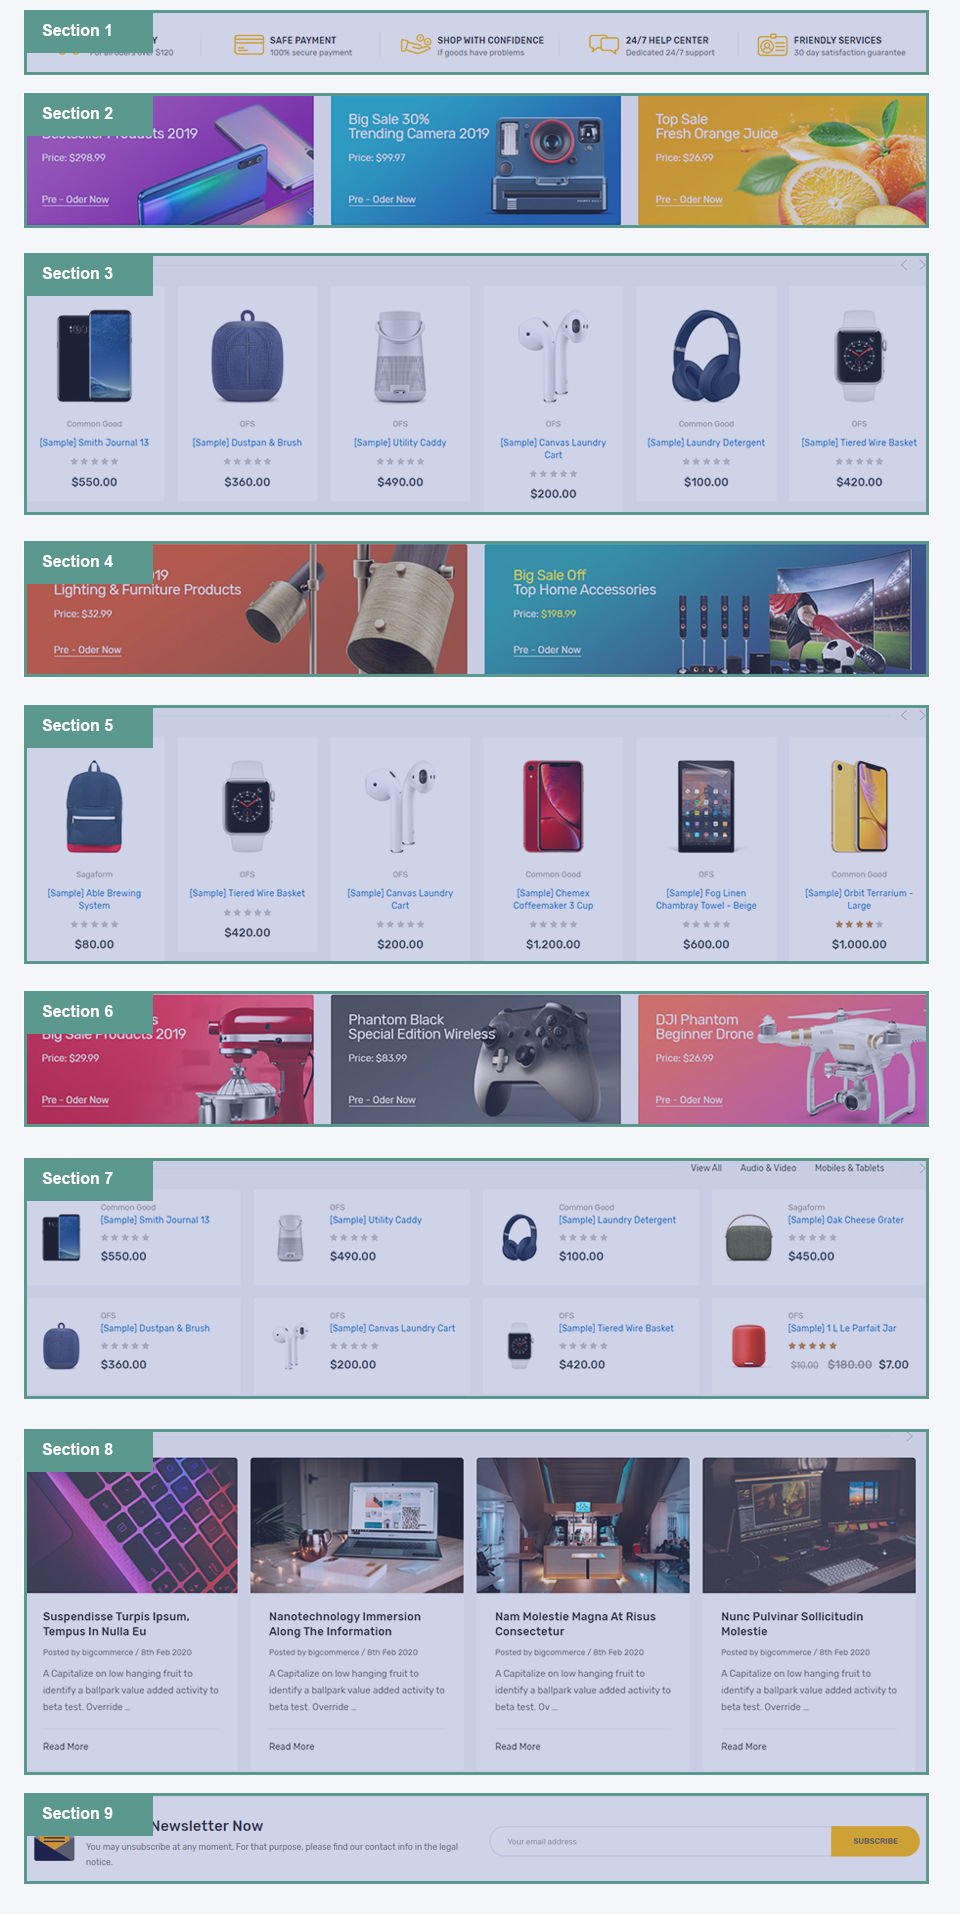 Section 1
SAFE PAYMENT
100% secure payment
SHOP WITH CONFIDENCE
If goods have problems
24/7 HELP CENTER
Dedicated 24/7 support
FRIENDLY SERVICES
30 day satisfaction guarantee
Section 2
Bestseller Products 2019
Price: $298.99
Pre - Oder Now
Big Sale 30%
Trending Camera 2019
Price: $99.97
Pre - Oder Now
Top Sale
Fresh Orange Juice
Price: $26.99
Pre - Oder Now
Section 3
Common Good
[Sample] Smith Journal 13
$550.00
OFS
[Sample] Dustpan & Brush
$360.00
OFS
[Sample] Utility Caddy
$490.00
OFS
[Sample] Canvas Laundry
Cart
$200.00
Common Good
[Sample] Laundry Detergent
$100.00
OFS
[Sample] Tiered Wire Basket
$420.00
Section 4
Lighting & Furniture Products
Price: $32.99
Pre - Oder Now
Big Sale Off
Top Home Accessories
Price: $198.99
Pre - Oder Now
Section 5
Sagaform
[Sample] Able Brewing
System
$80.00
OFS
[Sample] Tiered Wire Basket
$420.00
OFS
[Sample] Canvas Laundry
Cart
$200.00
Common Good
[Sample] Chemex
Coffeemaker 3 Cup
$1,200.00
OFS
[Sample] Fog Linen
Chambray Towel - Beige
$600.00
Common Good
[Sample] Orbit Terrarium -
Large
$1,000.00
Section 6
Big Sale Products 2019
Price: $29.99
Pre - Oder Now
Phantom Black
Special Edition Wireless
Price: $83.99
Pre - Oder Now
DJI Phantom
Beginner Drone
Price: $26.99
Pre - Oder Now
Section 7
View All Audio & Video Mobiles & Tablets
Common Good
[Sample] Smith Journal 13
$550.00
OFS
[Sample] Utility Caddy
$490.00
Common Good
[Sample] Laundry Detergent
$100.00
Sagaform
[Sample] Oak Cheese Grater
$450.00
OFS
[Sample] Dustpan & Brush
$360.00
OFS
[Sample] Canvas Laundry Cart
$200.00
OFS
[Sample] Tiered Wire Basket
$420.00
OFS
[Sample] 1 L Le Parfait Jar
$10.00 $180.00 $7.00
Section 8
Suspendisse Turpis Ipsum,
Tempus In Nulla Eu
Posted by bigcommerce / 8th Feb 2020
A Capitalize on low hanging fruit to
identify a ballpark value added activity to
beta test. Override ...
Read More
Nanotechnology Immersion
Along The Information
Posted by bigcommerce / 8th Feb 2020
A Capitalize on low hanging fruit to
identify a ballpark value added activity to
beta test. Override ...
Read More
Nam Molestie Magna At Risus
Consectetur
Posted by bigcommerce / 8th Feb 2020
A Capitalize on low hanging fruit to
identify a ballpark value added activity to
beta test. Ov ...
Read More
Nunc Pulvinar Sollicitudin
Molestie
Posted by bigcommerce / 8th Feb 2020
A Capitalize on low hanging fruit to
identify a ballpark value added activity to
beta test. Override ...
Read More
Section 9
Newsletter Now
You may unsubscribe at any moment. For that purpose, please find our contact info in the legal
notice.
Your email address
SUBSCRIBE